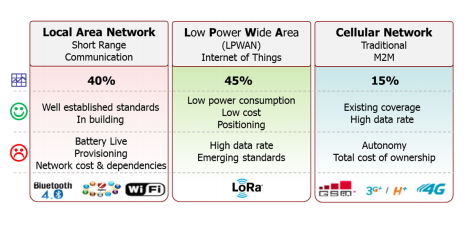 Local Area Network
Short Range
Communication
Low Power Wide Area
(LPWAN)
Internet of Things
Cellular Network
Traditional
M2M
40%
45%
15%
Well established standards
In building
Low power consumption
Low cost
Positioning
Existing coverage
High data rate
Battery Live
Provisioning
Network cost & dependencies
High data rate
Emerging standards
Autonomy
Total cost of ownership
Bluetooth
4.0
WiFi
LoRa
GSM
3G+ / H+
4G